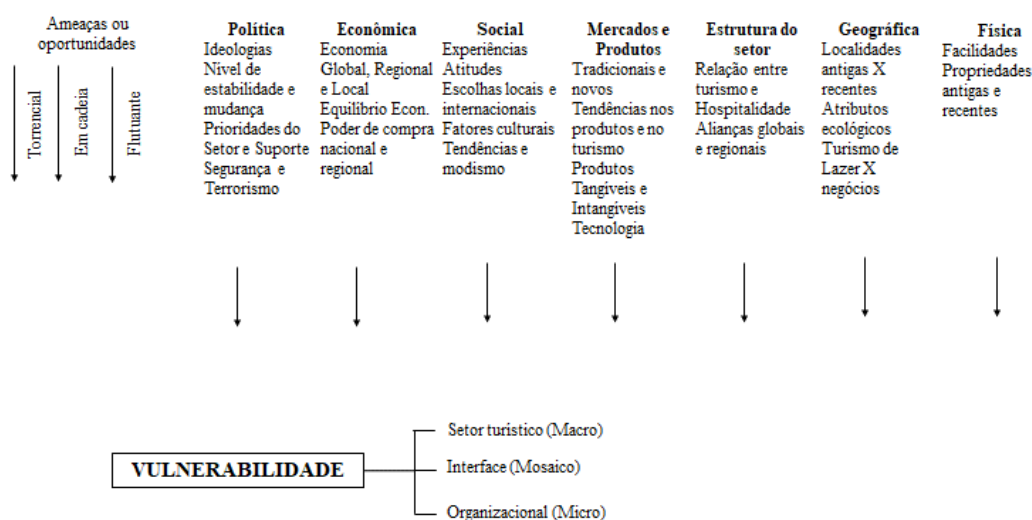 Ameaças ou
oportunidades
Torrencial
Em cadeia
Flutuante
Política
Ideologias
Nível de
estabilidade e
mudança
Prioridades do
Setor e Suporte
Segurança e
Terrorismo
Econômica
Economia
Global, Regional
e Local
Equilíbrio Econ.
Poder de compra
nacional e
regional
Social
Experiências
Atitudes
Escolhas locais e
internacionais
Fatores culturais
Tendências e
modismo
Mercados e
Produtos
Tradicionais e
novos
Tendências nos
produtos e no
turismo
Produtos
Tangíveis e
Intangíveis
Tecnologia
Estrutura do
setor
Relação entre
turismo e
Hospitalidade
Alianças globais
e regionais
Geográfica
Localidades
antigas X
recentes
Atributos
ecológicos
Turismo de
Lazer X
negócios
Física
Facilidades
Propriedades
antigas e
recentes
VULNERABILIDADE
Setor turistico (Macro)
Interface (Mosaico)
Organizacional (Micro)